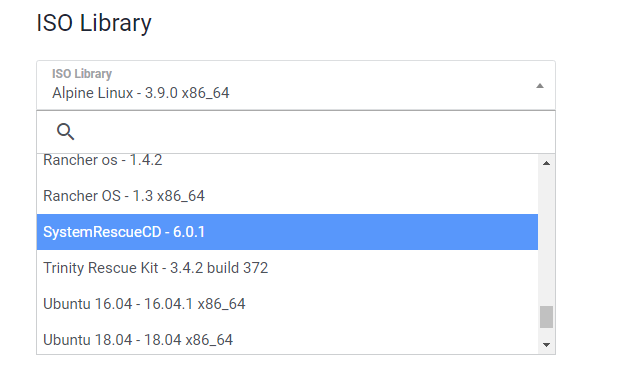 ISO Library
ISO Library
Alpine Linux - 3.9.0 x86_64
Rancher os - 1.4.2
Rancher OS - 1.3 x86_64
SystemRescueCD - 6.0.1
Trinity Rescue Kit - 3.4.2 build 372
Ubuntu 16.04 - 16.04.1 x86_64
Ubuntu 18.04 - 18.04 x86_64